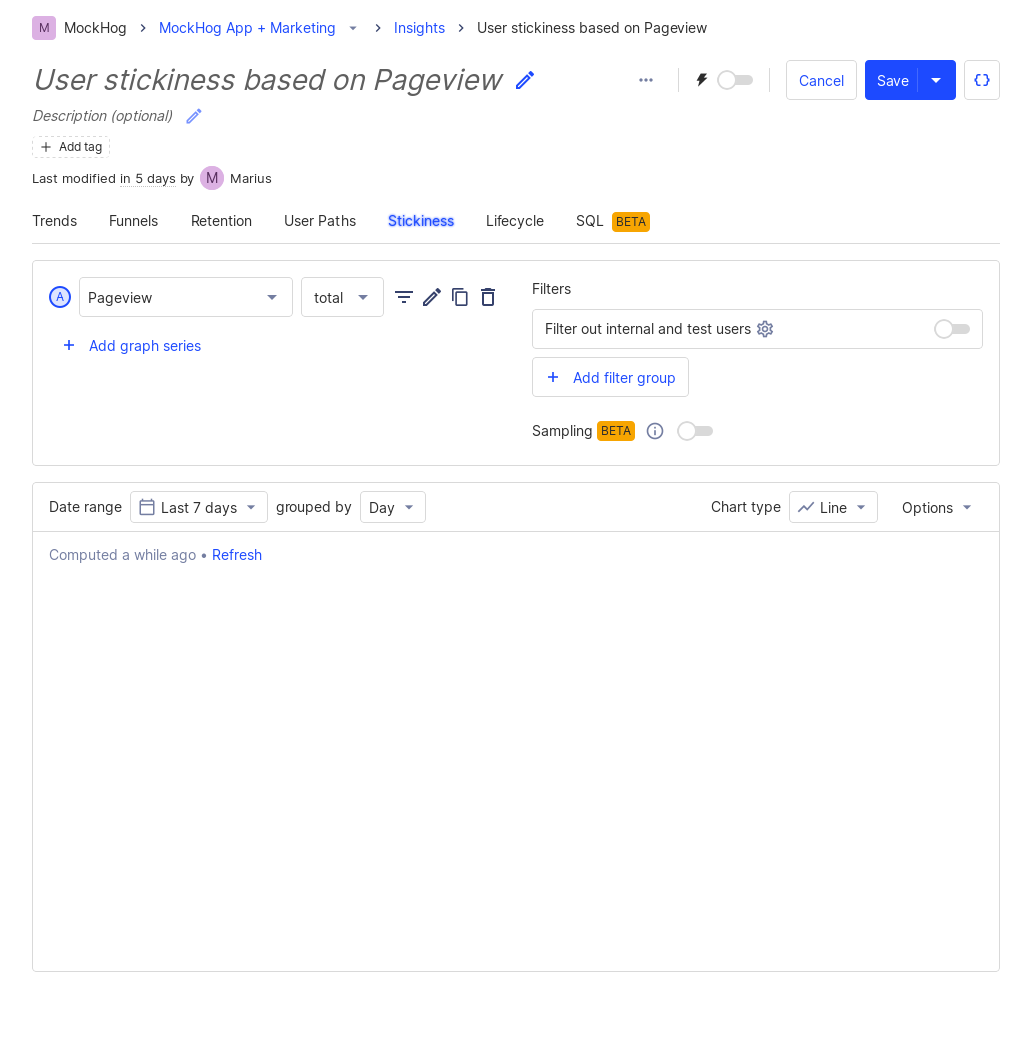 M MockHog MockHog App + Marketing Insights User stickiness based on Pageview
User stickiness based on Pageview
Cancel Save
Description (optional)
Add tag
Last modified in 5 days by M Marius
Trends Funnels Retention User Paths Stickiness Lifecycle SQL BETA
A Pageview total
Add graph series
Filters
Filter out internal and test users
Add filter group
Sampling BETA
Date range Last 7 days grouped by Day Chart type Line Options
Computed a while ago • Refresh